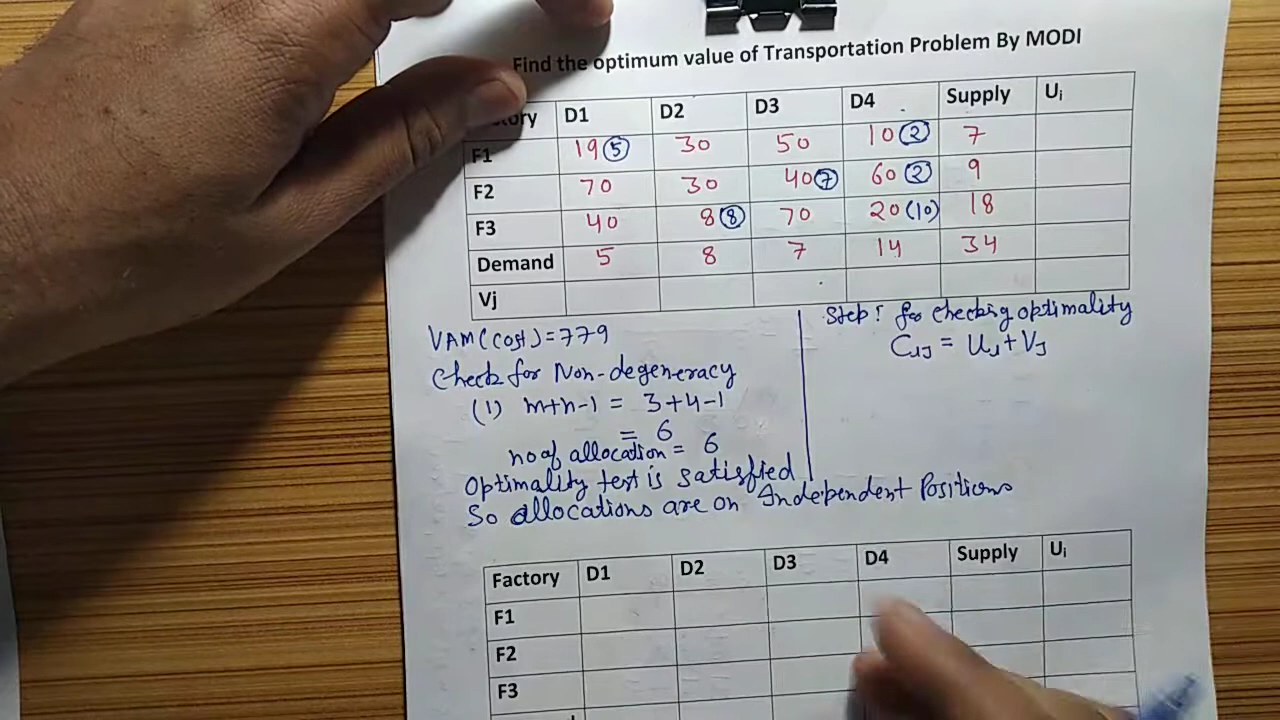 Find the optimum value of Transportation Problem By MODI
D1 D2 D3 D4 Supply Ui
F1 19 (5) 30 50 10 (2) 7
F2 70 30 40 (7) 60 (2) 9
F3 40 8 (8) 70 20 (10) 18
Demand 5 8 7 14 34
Vj
VAM (Cost) = 779
Check for Non-degeneracy
(1) m+n-1 = 3+4-1
= 6
no of allocation = 6
Optimality test is satisfied
So allocations are on Independent Positions
Step: for checking optimality
CIJ = UI + VJ
Factory D1 D2 D3 D4 Supply Ui
F1
F2
F3